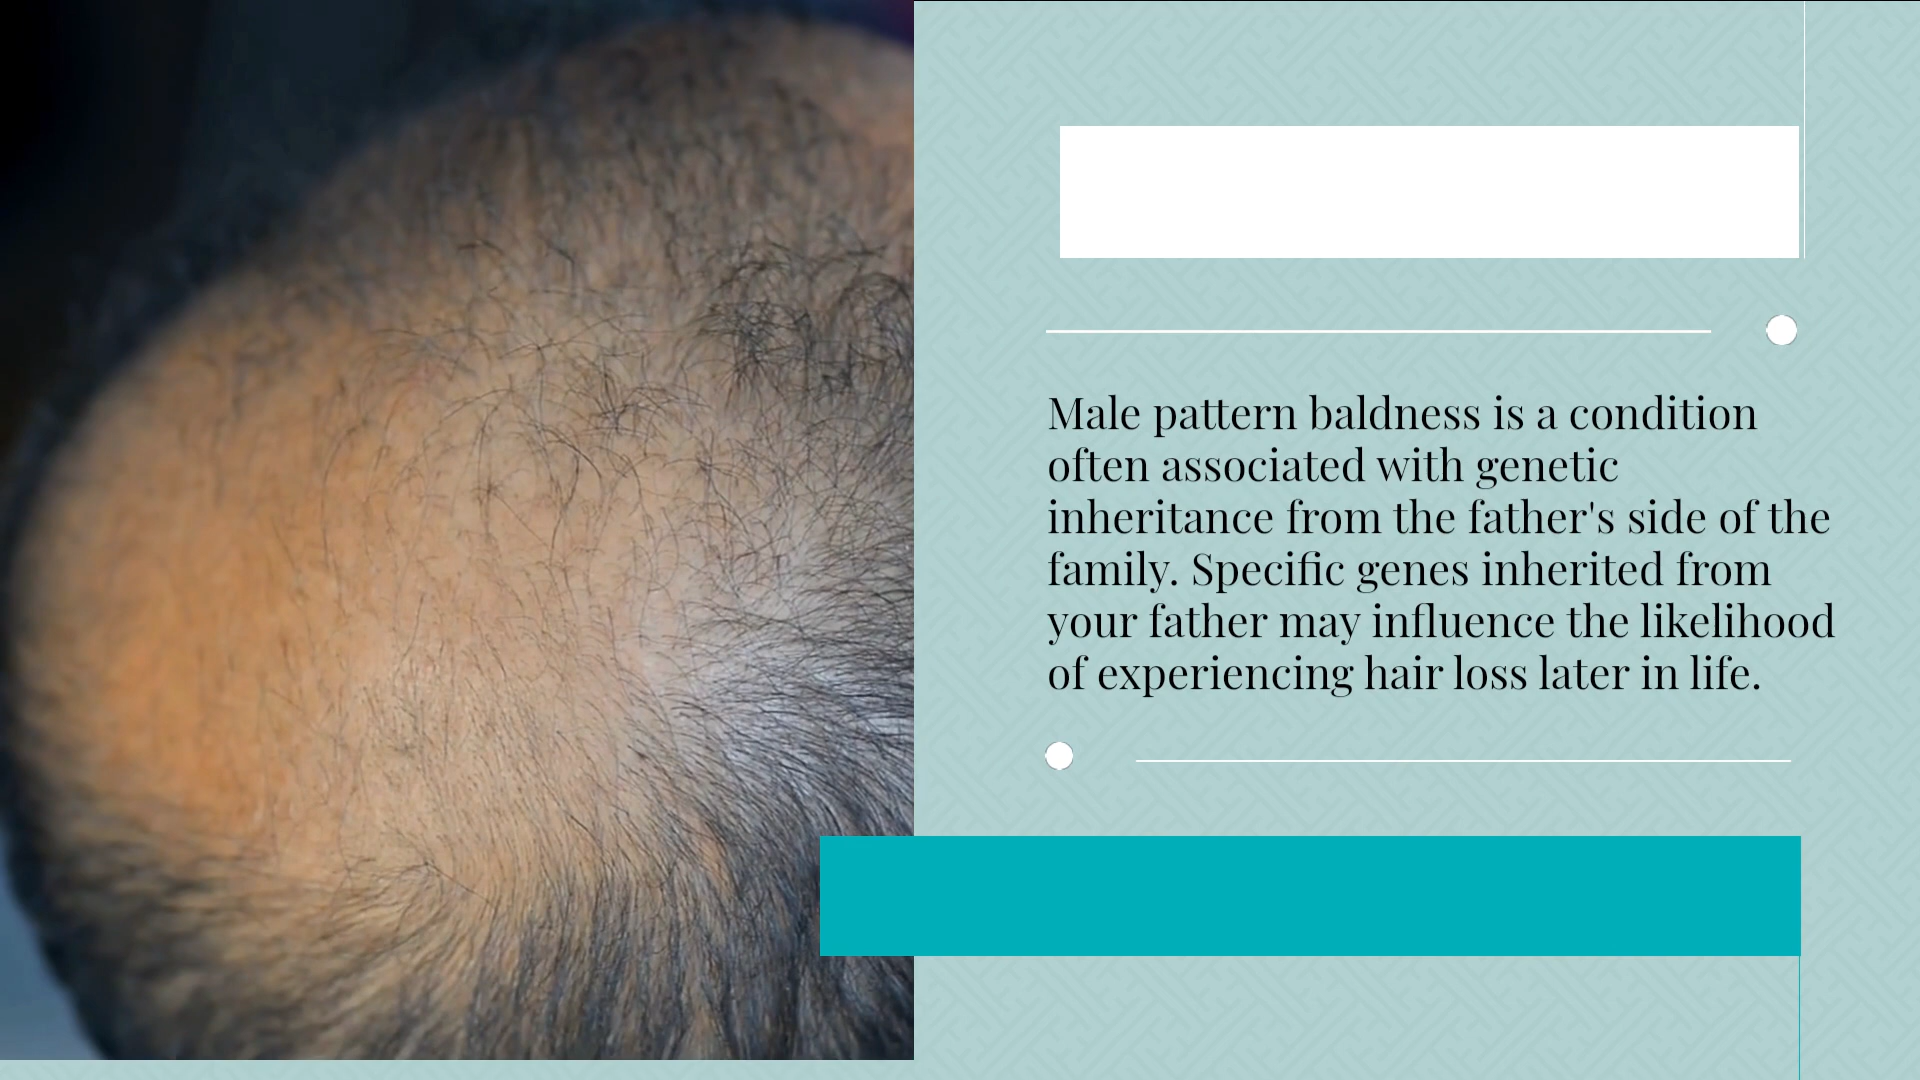 Male pattern baldness is a condition
often associated with genetic
inheritance from the father's side of the
family. Specific genes inherited from
your father may influence the likelihood
of experiencing hair loss later in life.